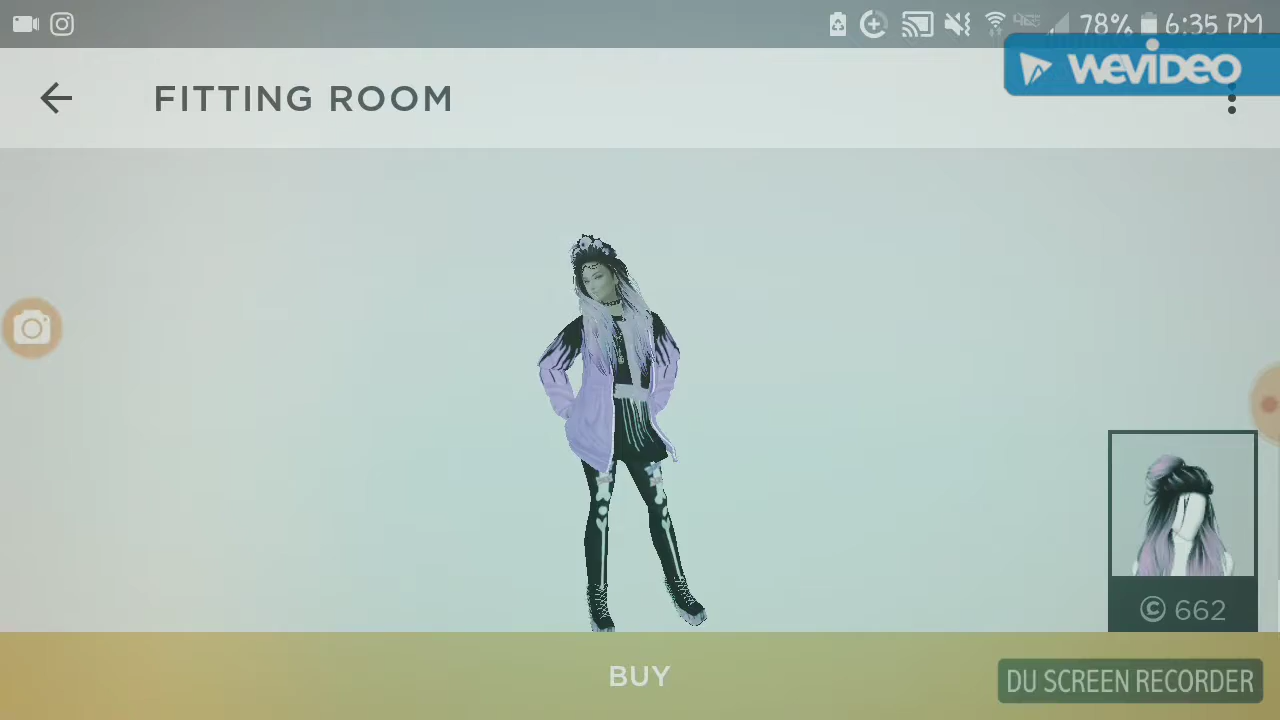 78% 6:35 PM
WEVIDEO
FITTING ROOM
© 662
BUY
DU SCREEN RECORDER